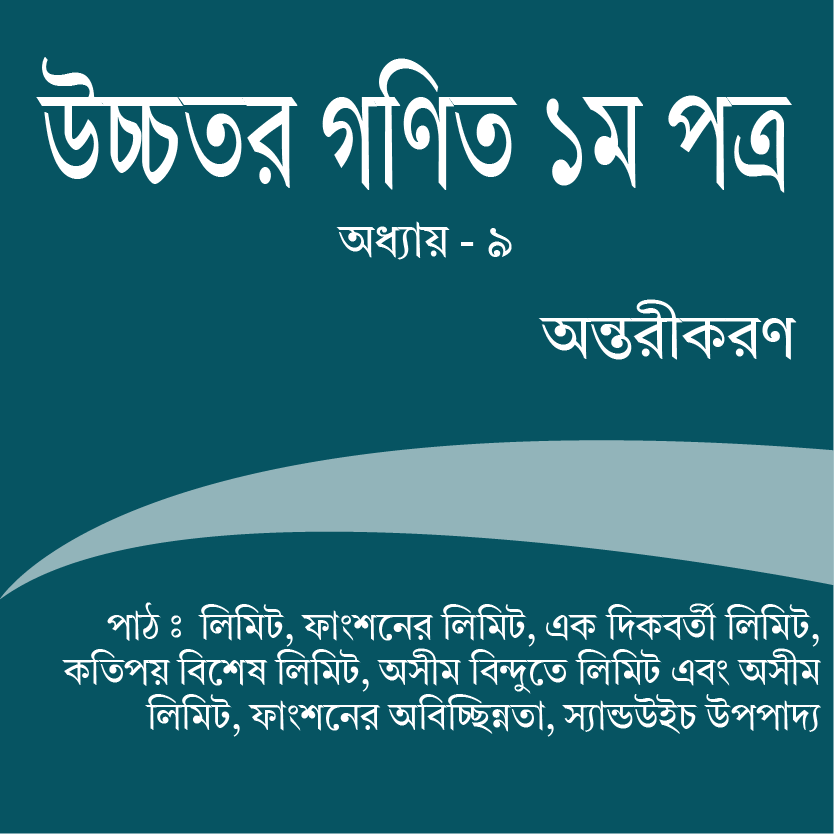 উচ্চতর গণিত ১ম পত্র
অধ্যায় - ৯
অন্তরীকরণ
পাঠ ঃ লিমিট, ফাংশনের লিমিট, এক দিকবর্তী লিমিট,
কতিপয় বিশেষ লিমিট, অসীম বিন্দুতে লিমিট এবং অসীম
লিমিট, ফাংশনের অবিচ্ছিন্নতা, স্যান্ডউইচ উপপাদ্য